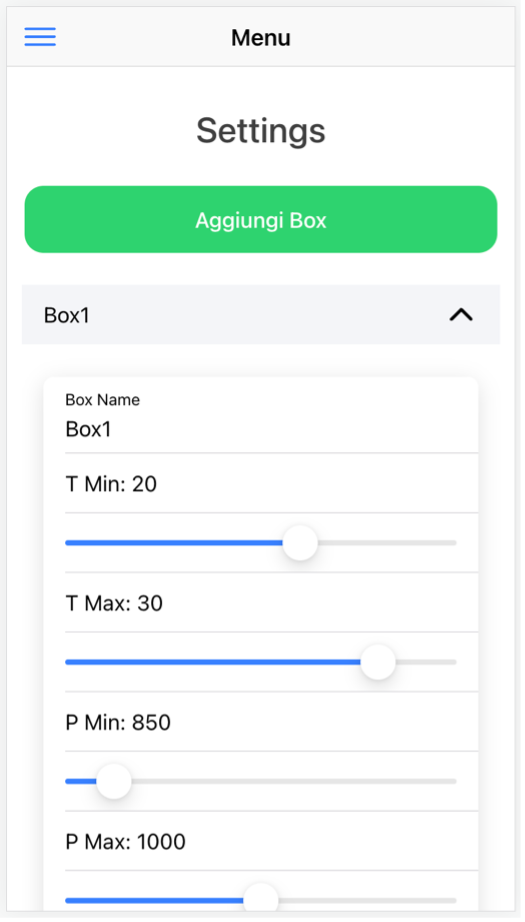 Menu
Settings
Aggiungi Box
Box1
Box Name
Box1
T Min: 20
T Max: 30
P Min: 850
P Max: 1000